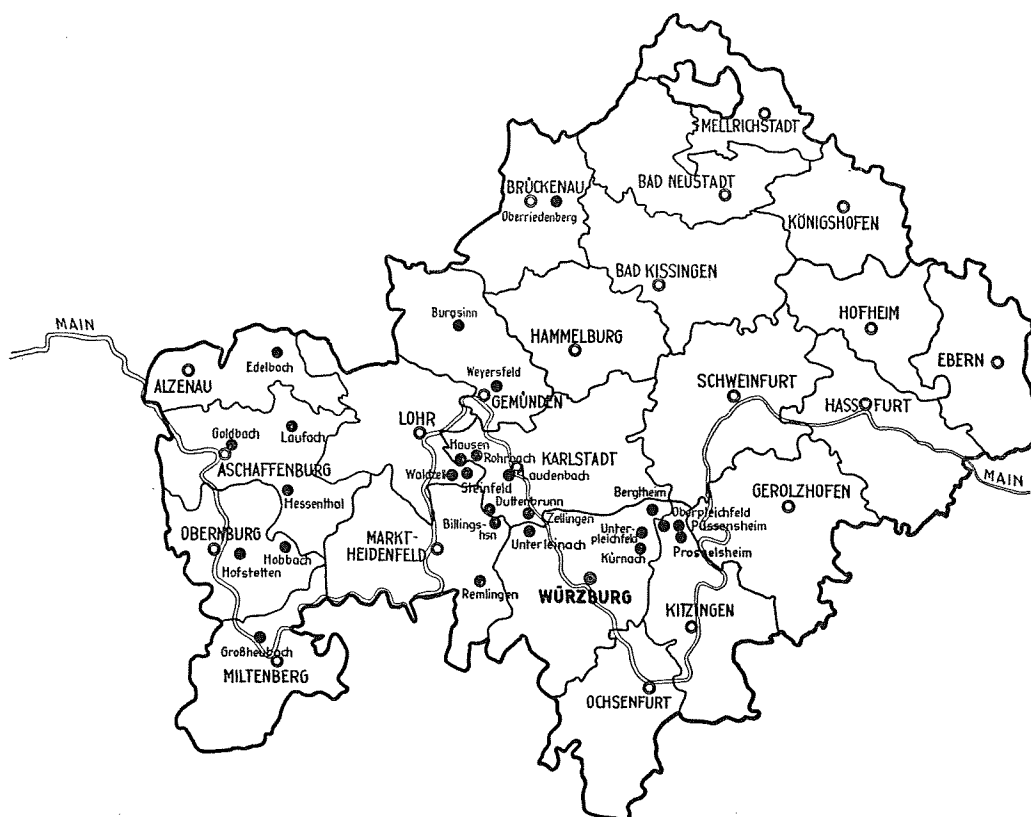 MELLRICHSTADT
BRÜCKENAU
Oberriedenberg
BAD NEUSTADT
KÖNIGSHOFEN
BAD KISSINGEN
Burgsinn
HAMMELBURG
HOFHEIM
EBERN
MAIN
ALZENAU
Edelbach
Weyersfeld
GEMÜNDEN
SCHWEINFURT
HASSFURT
LOHR
Goldbach
Laufach
ASCHAFFENBURG
Hausen
Rohrbach
KARLSTADT
Waldzell
Steinfeld
Laudenbach
MAIN
Messenthal
Duttenbrunn
Zellingen
Bergtheim
GEROLZHOFEN
OBERNBURG
Hofstetten
Hobbach
MARKT-
HEIDENFELD
Billings-
hsn
Unterleinach
Unter-
pleichfeld
Kürnach
Oberpleichfeld
Püssensheim
Prosselsheim
Remlingen
WÜRZBURG
KITZINGEN
Großheubach
MILTENBERG
OCHSENFURT